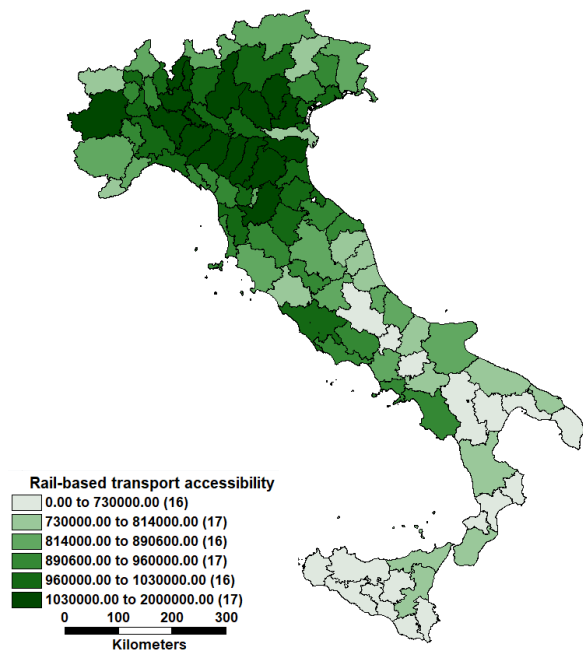 Rail-based transport accessibility
0.00 to 730000.00 (16)
730000.00 to 814000.00 (17)
814000.00 to 890600.00 (16)
890600.00 to 960000.00 (17)
960000.00 to 1030000.00 (16)
1030000.00 to 2000000.00 (17)
0 100 200 300
Kilometers